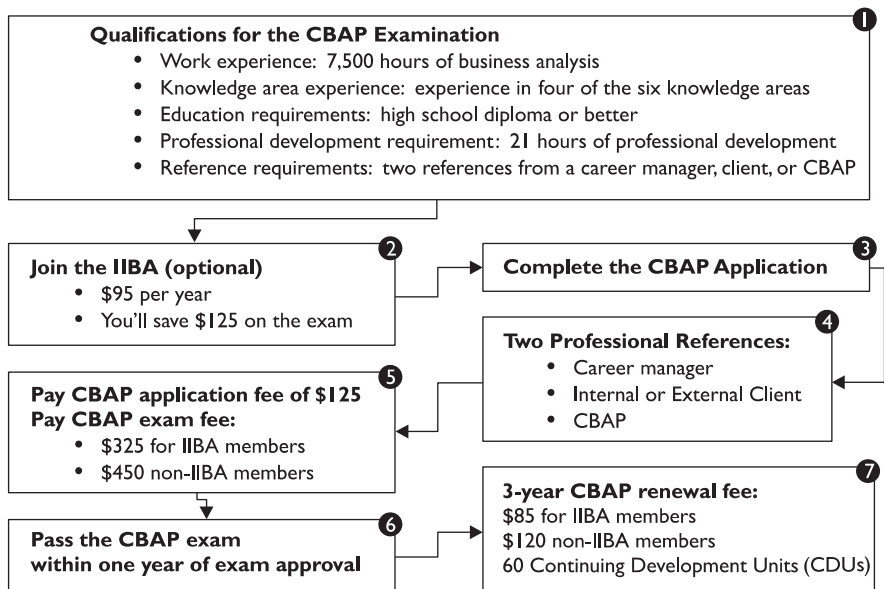 1
Qualifications for the CBAP Examination
• Work experience: 7,500 hours of business analysis
• Knowledge area experience: experience in four of the six knowledge areas
• Education requirements: high school diploma or better
• Professional development requirement: 21 hours of professional development
• Reference requirements: two references from a career manager, client, or CBAP
2
Join the IIBA (optional)
• $95 per year
• You'll save $125 on the exam
3
Complete the CBAP Application
4
Two Professional References:
• Career manager
• Internal or External Client
• CBAP
5
Pay CBAP application fee of $125
Pay CBAP exam fee:
• $325 for IIBA members
• $450 non-IIBA members
6
Pass the CBAP exam
within one year of exam approval
7
3-year CBAP renewal fee:
$85 for IIBA members
$120 non-IIBA members
60 Continuing Development Units (CDUs)